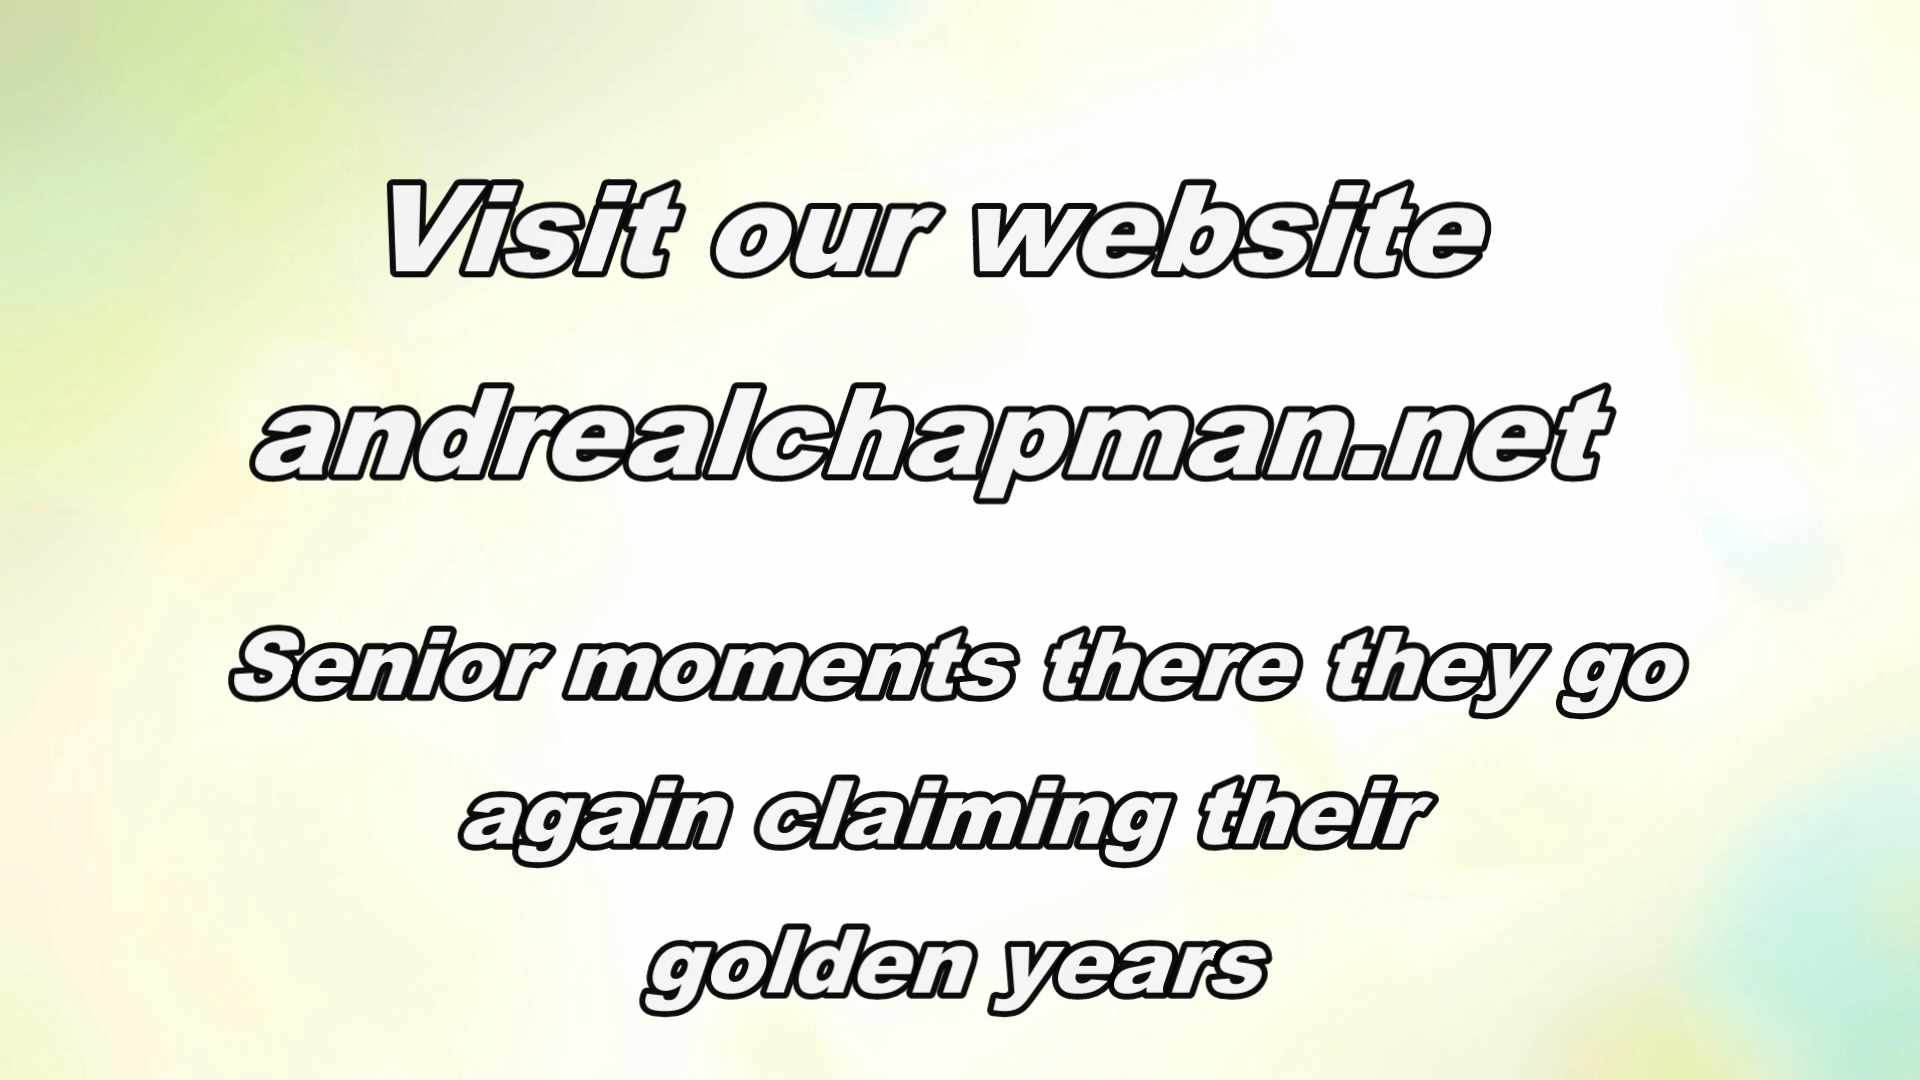 Visit our website
andrealchapman.net
Senior moments there they go
again claiming their
golden years